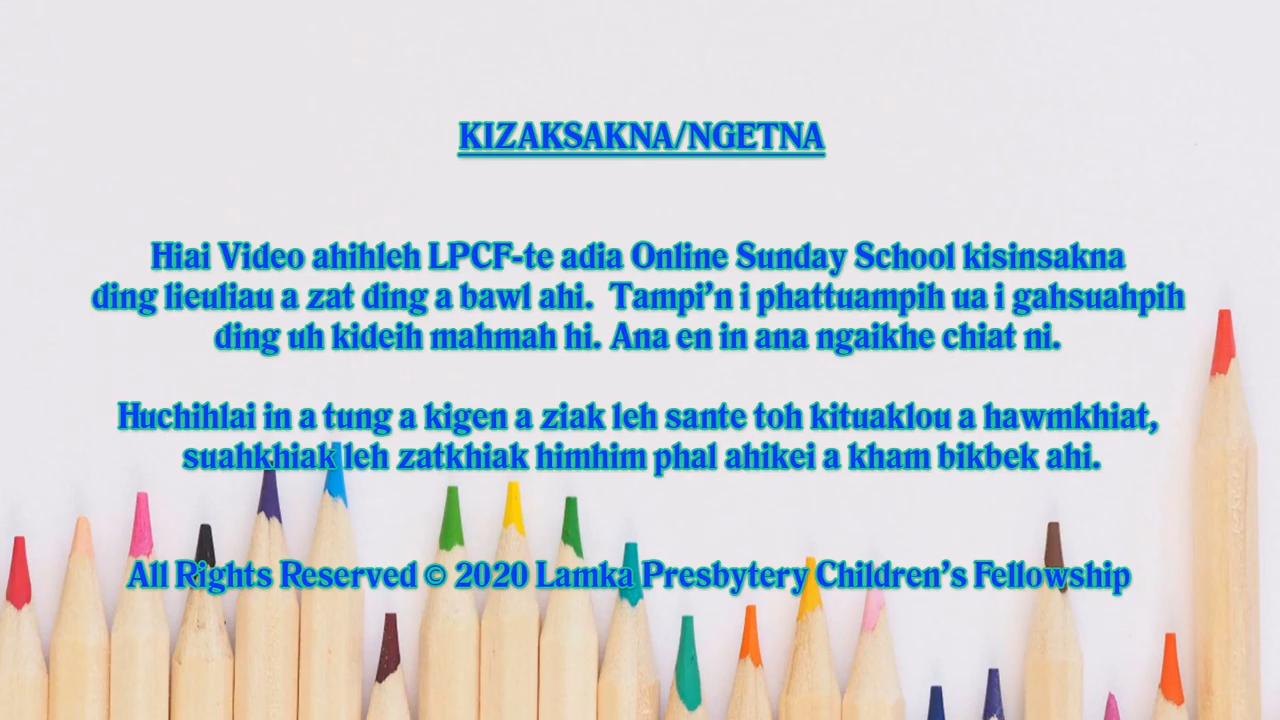 KIZAKSAKNA/NGETNA
Hiai Video ahihleh LPCF-te adia Online Sunday School kisinsakna
ding lieuliau a zat ding a bawl ahi. Tampi'n i phattuampih ua i gahsuahpih
ding uh kideih mahmah hi. Ana en in ana ngaikhe chiat ni.
Huchihlai in a tung a kigen a ziak leh sante toh kituaklou a hawmkhiat,
suahkhiak leh zatkhiak himhim phal ahikei a kham bikbek ahi.
All Rights Reserved © 2020 Lamka Presbytery Children's Fellowship